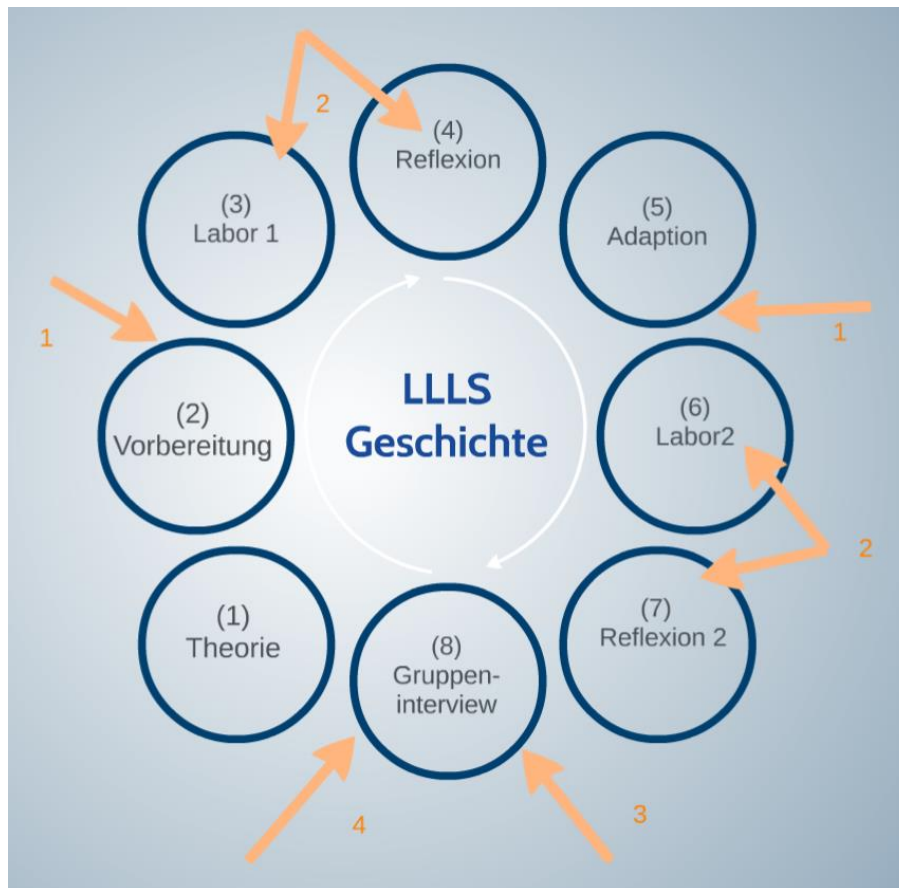 2
(4)
Reflexion
(3)
Labor 1
(5)
Adaption
1
1
LLLS
Geschichte
(2)
Vorbereitung
(6)
Labor2
2
(1)
Theorie
(7)
Reflexion 2
(8)
Gruppen-
interview
4
3